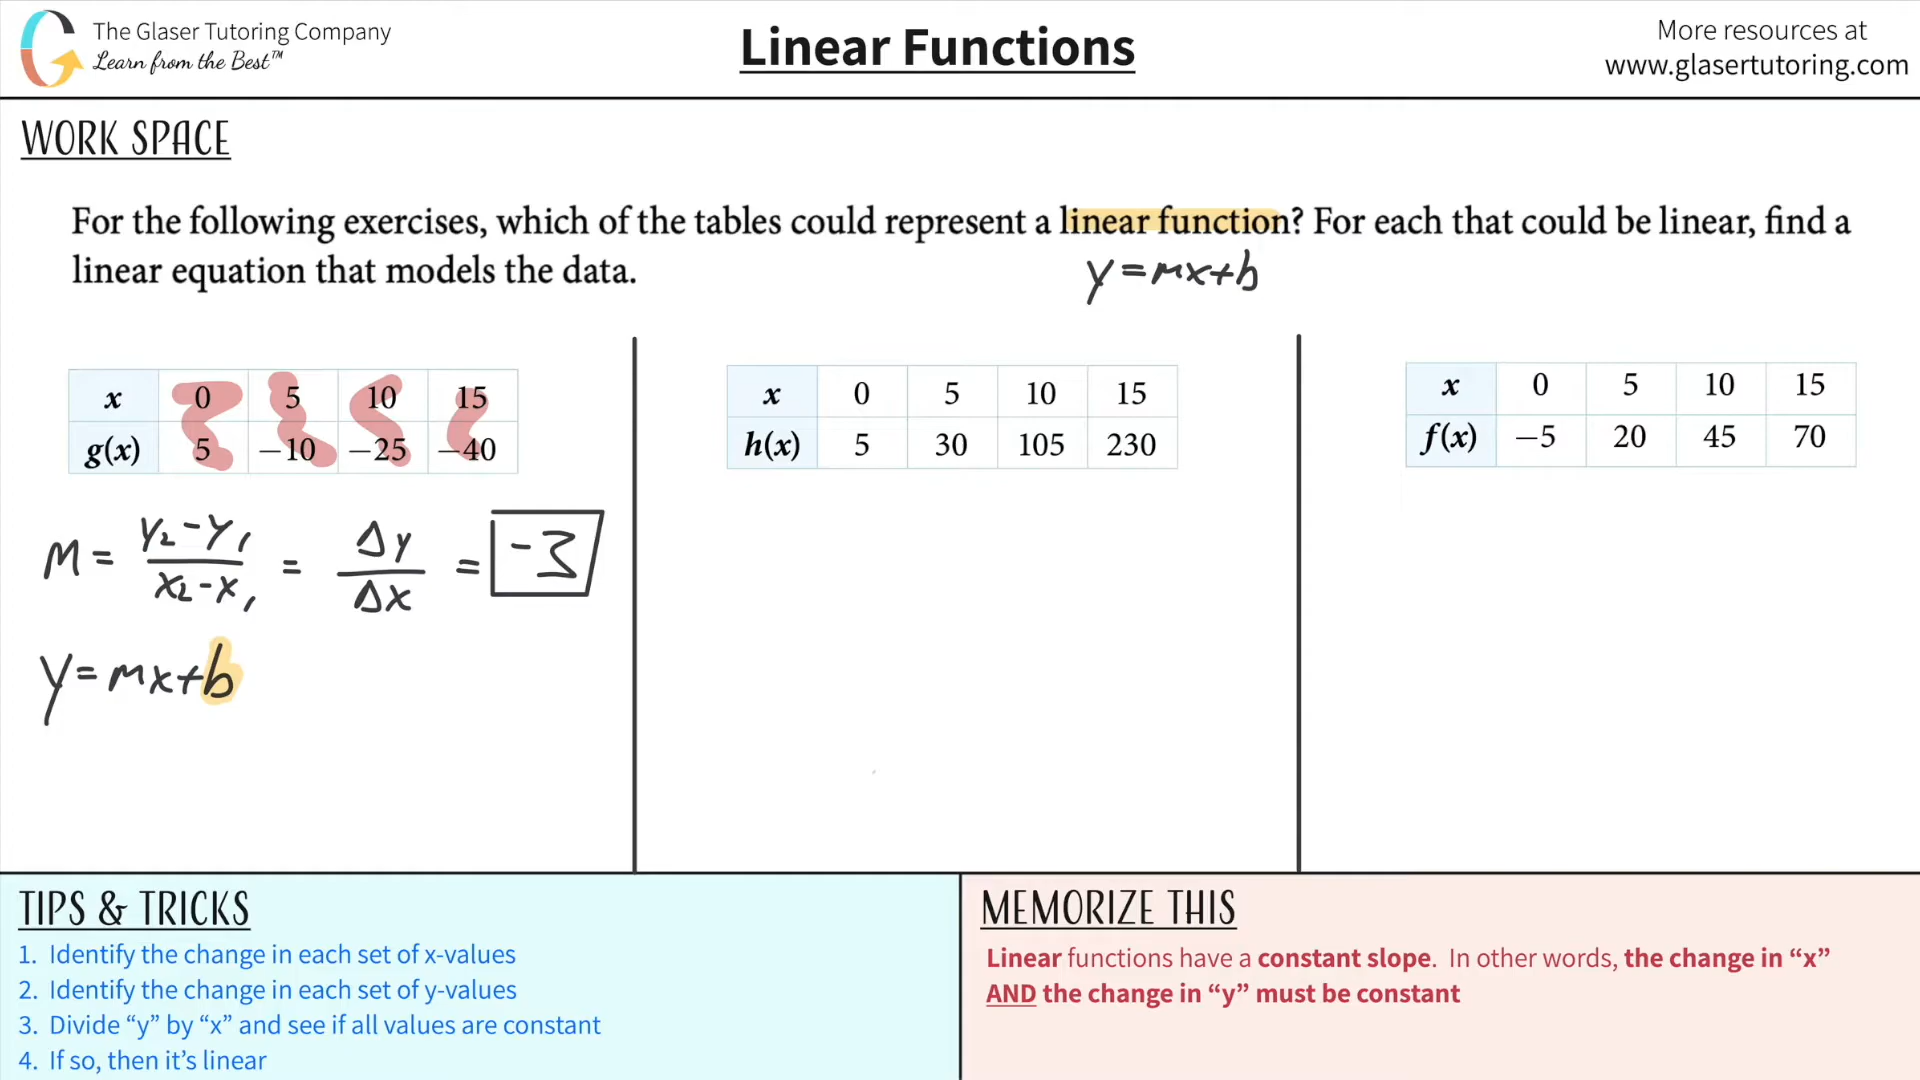 The Glaser Tutoring Company
Learn from the Best™
Linear Functions
More resources at
www.glasertutoring.com
WORK SPACE
For the following exercises, which of the tables could represent a linear function? For each that could be linear, find a
linear equation that models the data.
y=mx+b
x 0 5 10 15
g(x) 5 −10 −25 −40
x 0 5 10 15
h(x) 5 30 105 230
x 0 5 10 15
f(x) −5 20 45 70
M = (Y₂-Y₁)/(X₂-X₁) = ΔY/ΔX = -3
y=mx+b
TIPS & TRICKS
1. Identify the change in each set of x-values
2. Identify the change in each set of y-values
3. Divide “y” by “x” and see if all values are constant
4. If so, then it’s linear
MEMORIZE THIS
Linear functions have a constant slope. In other words, the change in “x”
AND the change in “y” must be constant